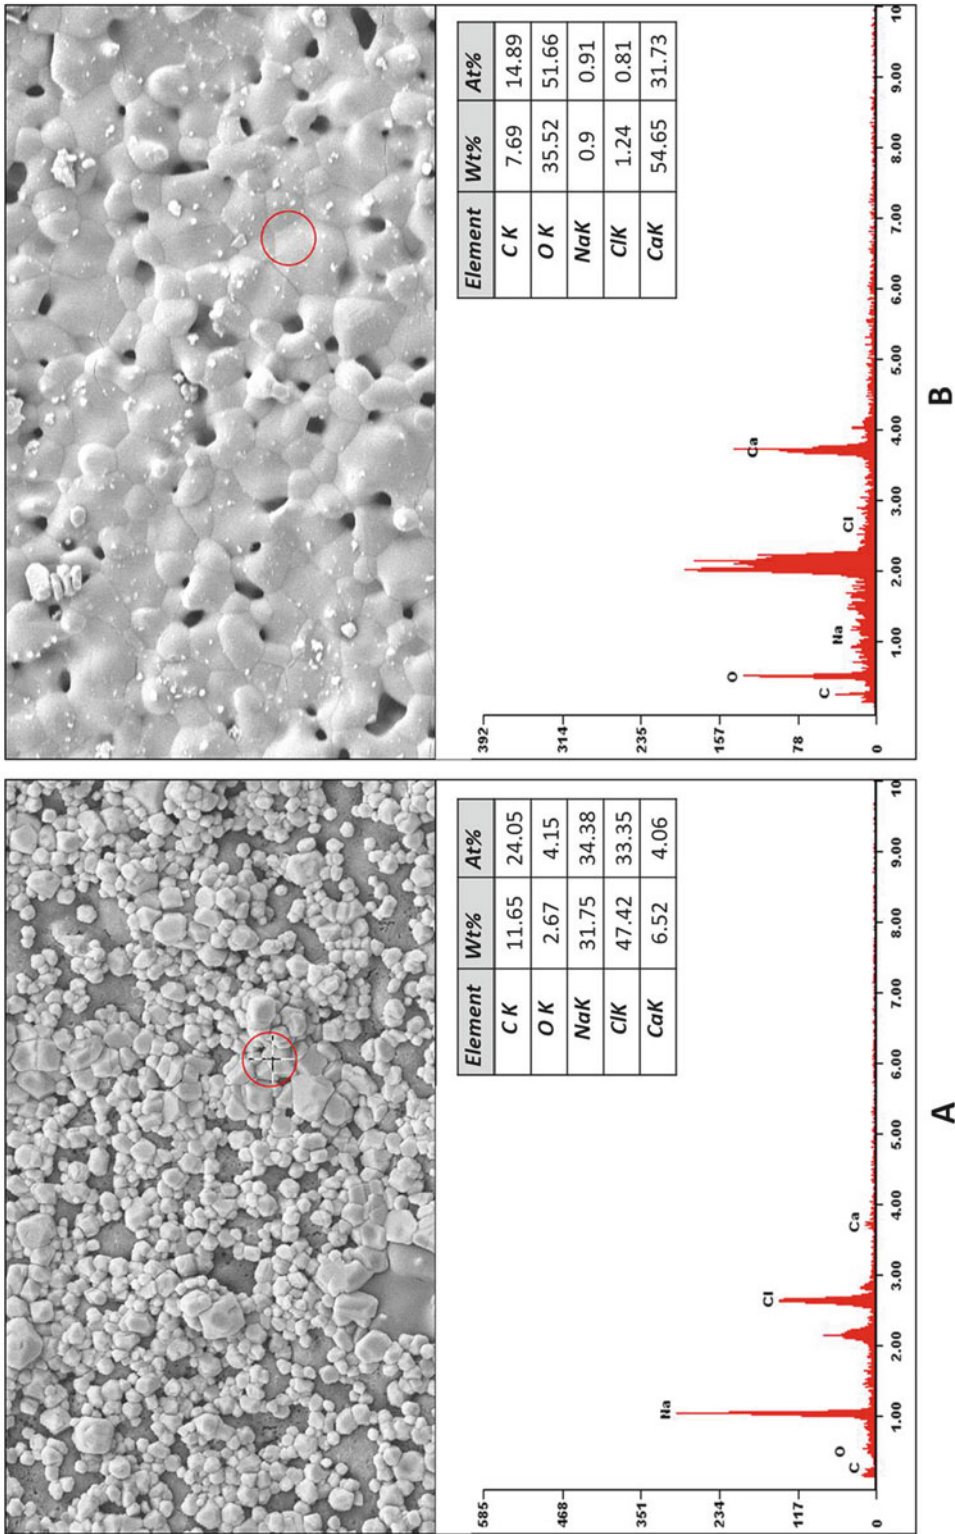 Element Wt% At%
C K 11.65 24.05
O K 2.67 4.15
NaK 31.75 34.38
ClK 47.42 33.35
CaK 6.52 4.06
585
468
351
234
117
0
C
O
Na
Cl
Ca
1.00 2.00 3.00 4.00 5.00 6.00 7.00 8.00 9.00 10
A
Element Wt% At%
C K 7.69 14.89
O K 35.52 51.66
NaK 0.9 0.91
ClK 1.24 0.81
CaK 54.65 31.73
392
314
235
157
78
0
C
O
Na
Cl
Ca
1.00 2.00 3.00 4.00 5.00 6.00 7.00 8.00 9.00 10
B